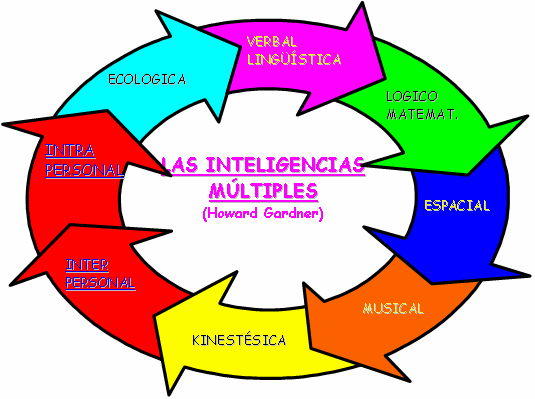 LAS INTELIGENCIAS
MÚLTIPLES
(Howard Gardner)
VERBAL
LINGÜÍSTICA
LOGICO
MATEMAT.
ESPACIAL
MUSICAL
KINESTÉSICA
INTER
PERSONAL
INTRA
PERSONAL
ECOLOGICA